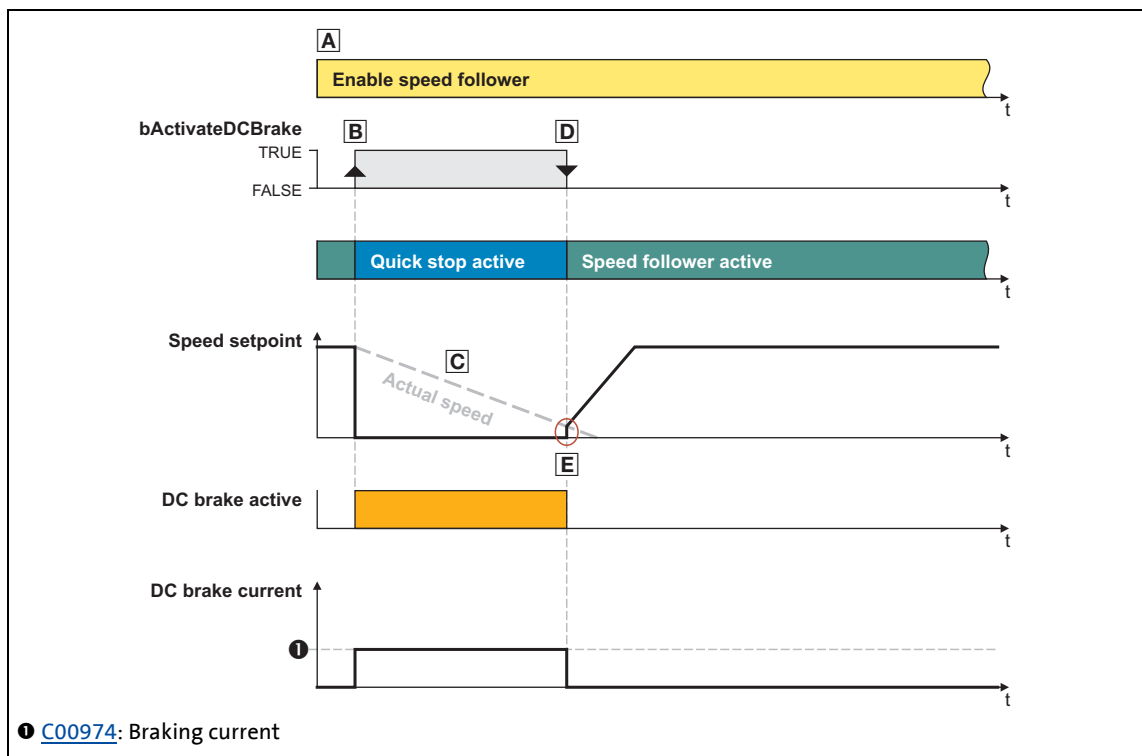 A
Enable speed follower
t
bActivateDCBrake
B
D
TRUE
FALSE
t
Quick stop active
Speed follower active
t
Speed setpoint
C
Actual speed
t
E
DC brake active
t
DC brake current
❶
t
❶ C00974: Braking current